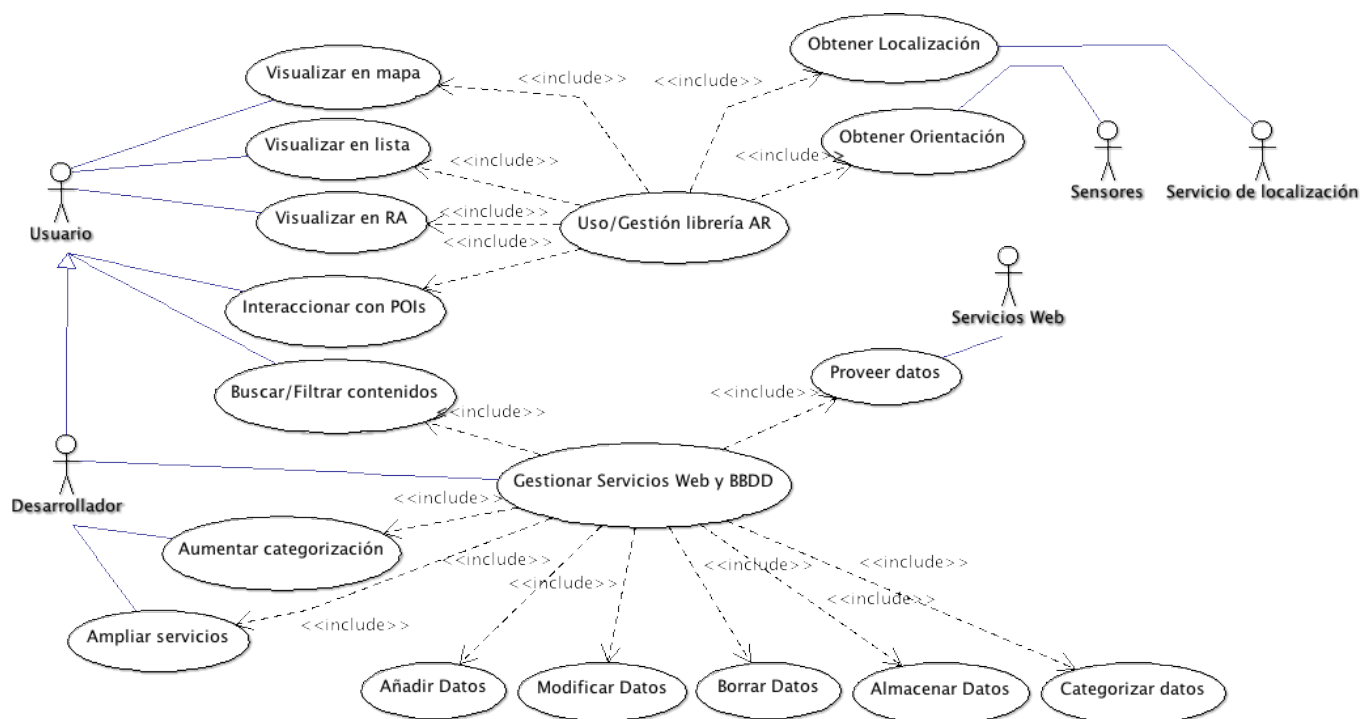 Obtener Localización
Visualizar en mapa
<<include>>
<<include>>
Visualizar en lista
Obtener Orientación
<<include>>
<<include>>
Sensores
Servicio de localización
Visualizar en RA
<<include>>
Uso/Gestión librería AR
Usuario
<<include>>
Interaccionar con POIs
Servicios Web
Proveer datos
Buscar/Filtrar contenidos
<<include>>
<<include>>
Gestionar Servicios Web y BBDD
Desarrollador
<<include>>
Aumentar categorización
<<include>>
<<include>>
<<include>>
<<include>>
<<include>>
Ampliar servicios
<<include>>
Añadir Datos
Modificar Datos
Borrar Datos
Almacenar Datos
Categorizar datos